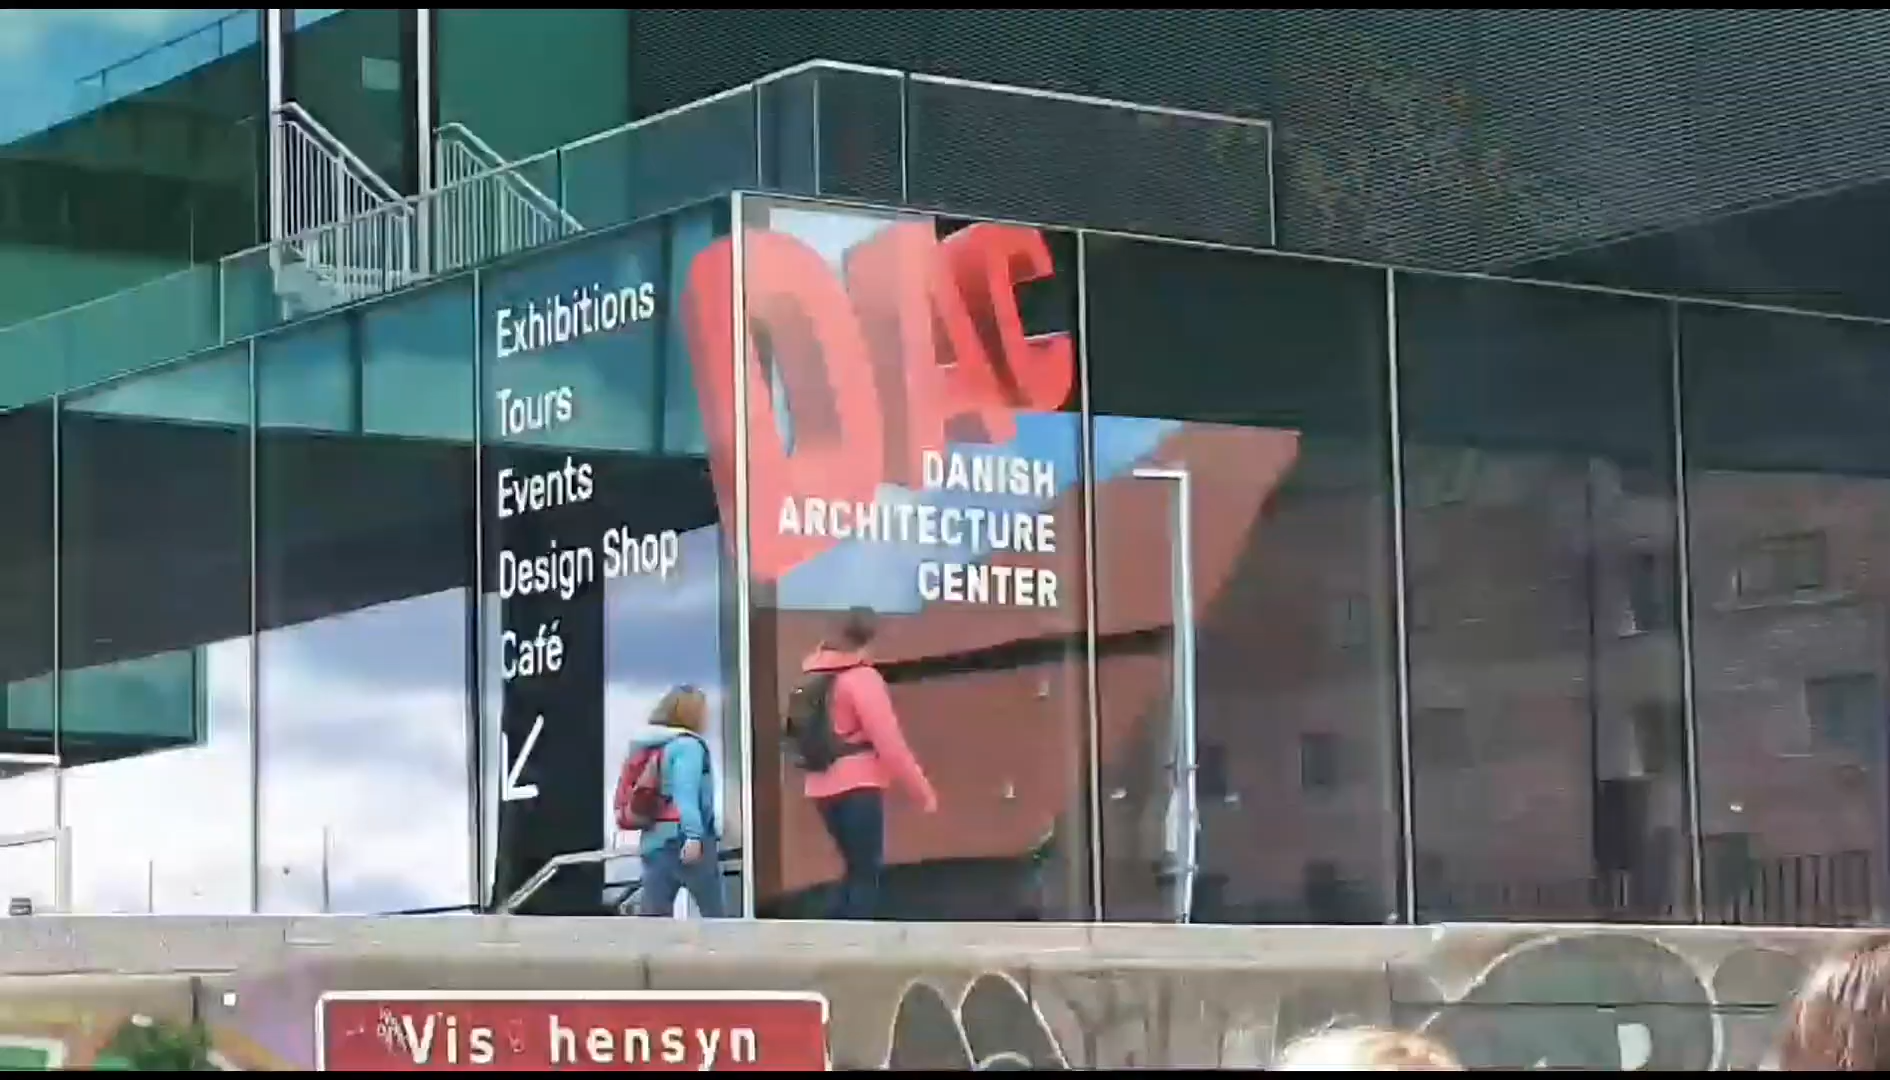 Exhibitions
Tours
Events
Design Shop
Café
DAC
DANISH
ARCHITECTURE
CENTER
Vis hensyn